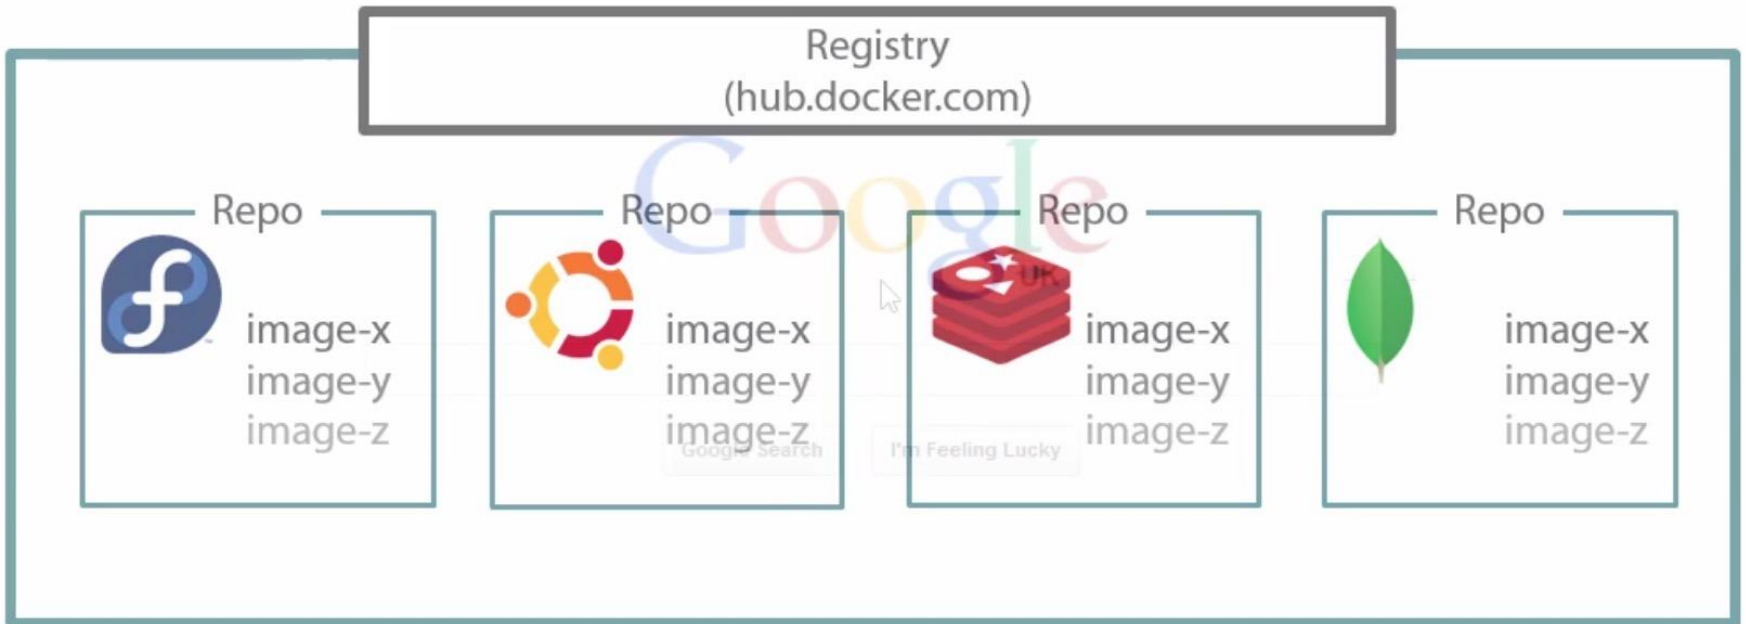 Registry
(hub.docker.com)
Google
UK
Repo
image-x
image-y
image-z
Repo
image-x
image-y
image-z
Repo
image-x
image-y
image-z
Repo
image-x
image-y
image-z
Google Search
I'm Feeling Lucky